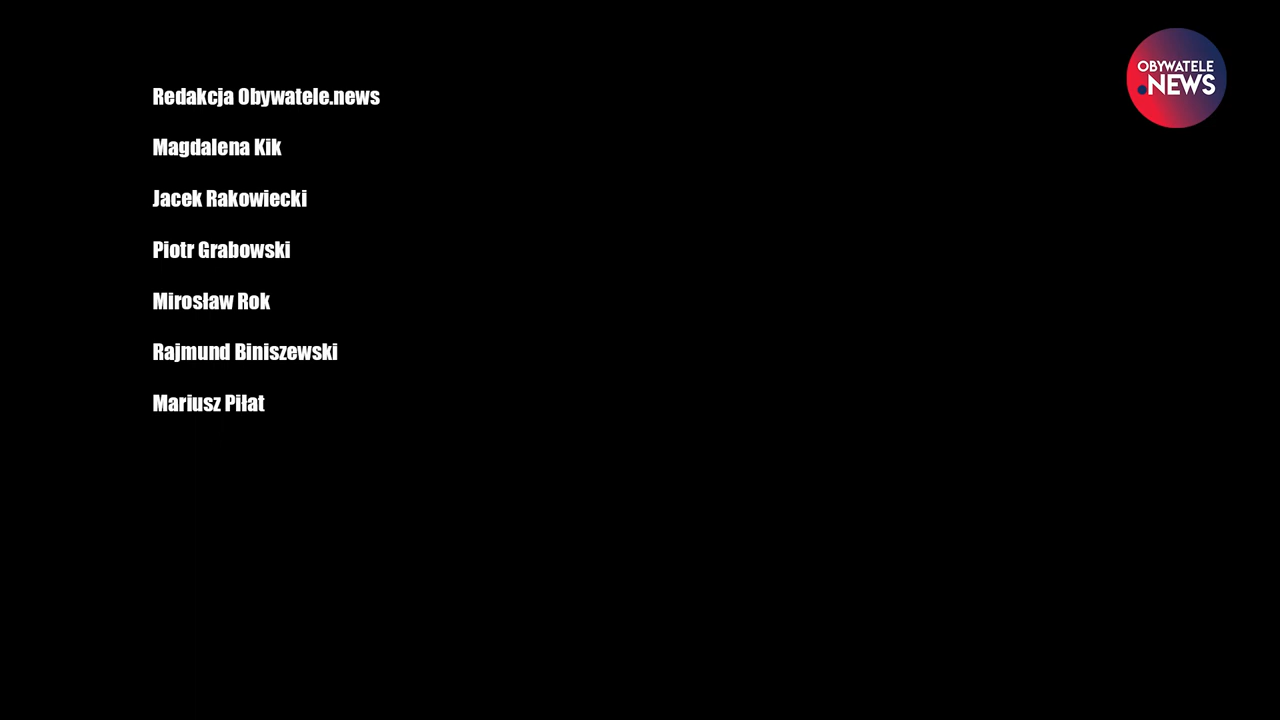 OBYWATELE
.NEWS
Redakcja Obywatele.news
Magdalena Kik
Jacek Rakowiecki
Piotr Grabowski
Mirosław Rok
Rajmund Biniszewski
Mariusz Piłat